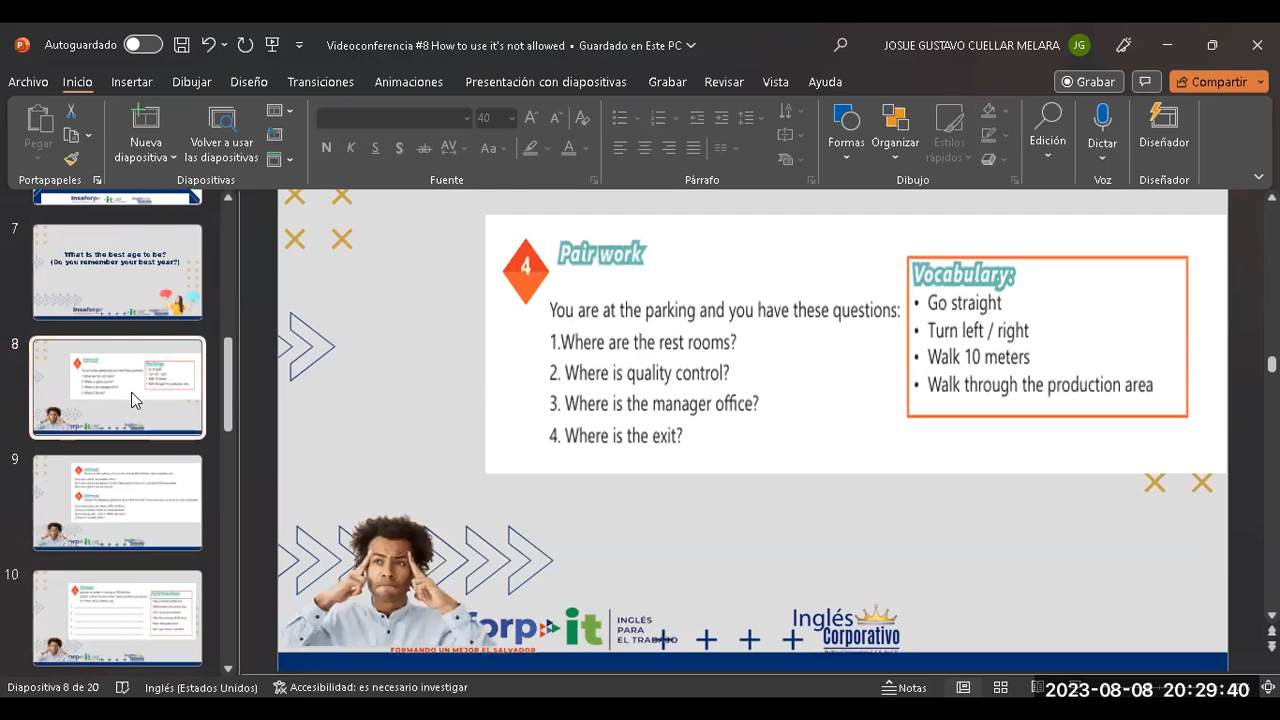 Autoguardado
Videoconferencia #8 How to use it's not allowed • Guardado en Este PC
JOSUE GUSTAVO CUELLAR MELARA
JG
Archivo Inicio Insertar Dibujar Diseño Transiciones Animaciones Presentación con diapositivas Grabar Revisar Vista Ayuda
Grabar
Compartir
Pegar
Nueva diapositiva
Volver a usar las diapositivas
40
N K S S ab AV Aa A
Formas
Organizar
Estilos rápidos
Edición
Dictar
Diseñador
Portapapeles
Diapositivas
Fuente
Párrafo
Dibujo
Voz
Diseñador
7
What is the best age to be?
(Do you remember your best year?)
8
9
10
4
Pair work
You are at the parking and you have these questions:
1.Where are the rest rooms?
2. Where is quality control?
3. Where is the manager office?
4. Where is the exit?
Vocabulary:
• Go straight
• Turn left / right
• Walk 10 meters
• Walk through the production area
forp it
INGLÉS
PARA
EL TRABAJO
FORMANDO UN MEJOR EL SALVADOR
Inglés
Corporativo
Diapositiva 8 de 20
Inglés (Estados Unidos)
Accesibilidad: es necesario investigar
Notas
2023-08-08 20:29:40